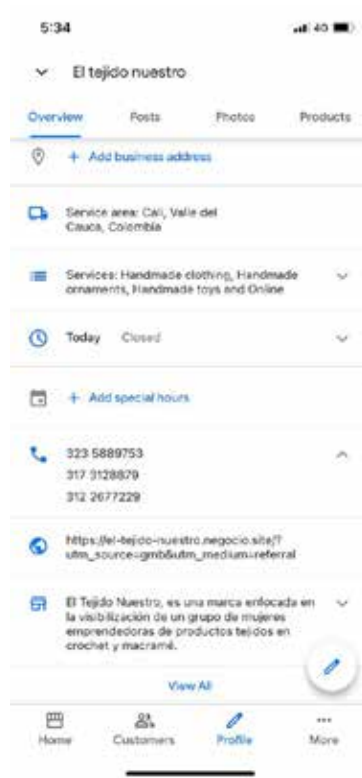 5:34
4G
El tejido nuestro
Overview Posts Photos Products
+ Add business address
Service area: Cali, Valle del
Cauca, Colombia
Services: Handmade clothing, Handmade
ornaments, Handmade toys and Online
Today Closed
+ Add special hours
323 5889753
317 3128879
312 2677229
https://el-tejido-nuestro.negocio.site/?
utm_source=gmb&utm_medium=referral
El Tejido Nuestro, es una marca enfocada en
la visibilización de un grupo de mujeres
emprendedoras de productos tejidos en
crochet y macramé.
View All
Home Customers Profile More